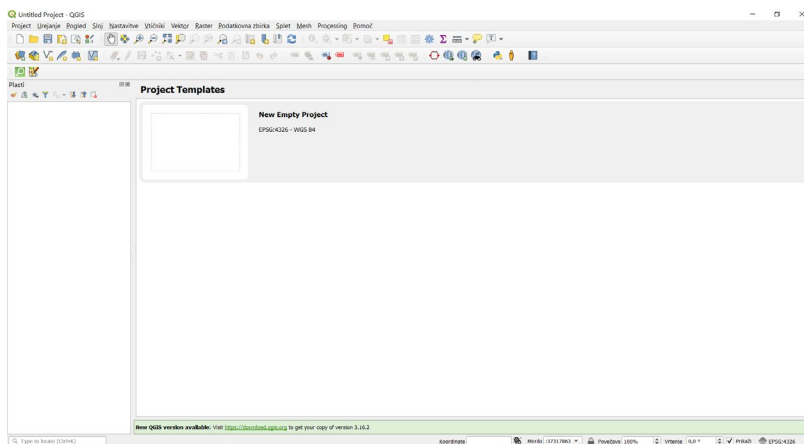 Untitled Project - QGIS
Project Urejanje Pogled Sloj Nastavitve Vtičniki Vektor Raster Podatkovna zbirka Splet Mesh Processing Pomoč
Plasti
Project Templates
New Empty Project
EPSG:4326 - WGS 84
New QGIS version available: Visit https://download.qgis.org to get your copy of version 3.16.2
Type to locate (Ctrl+K)
Koordinate
Merilo :37317863
Povečava 100%
Vrtenje 0,0 °
Prikaži
EPSG:4326